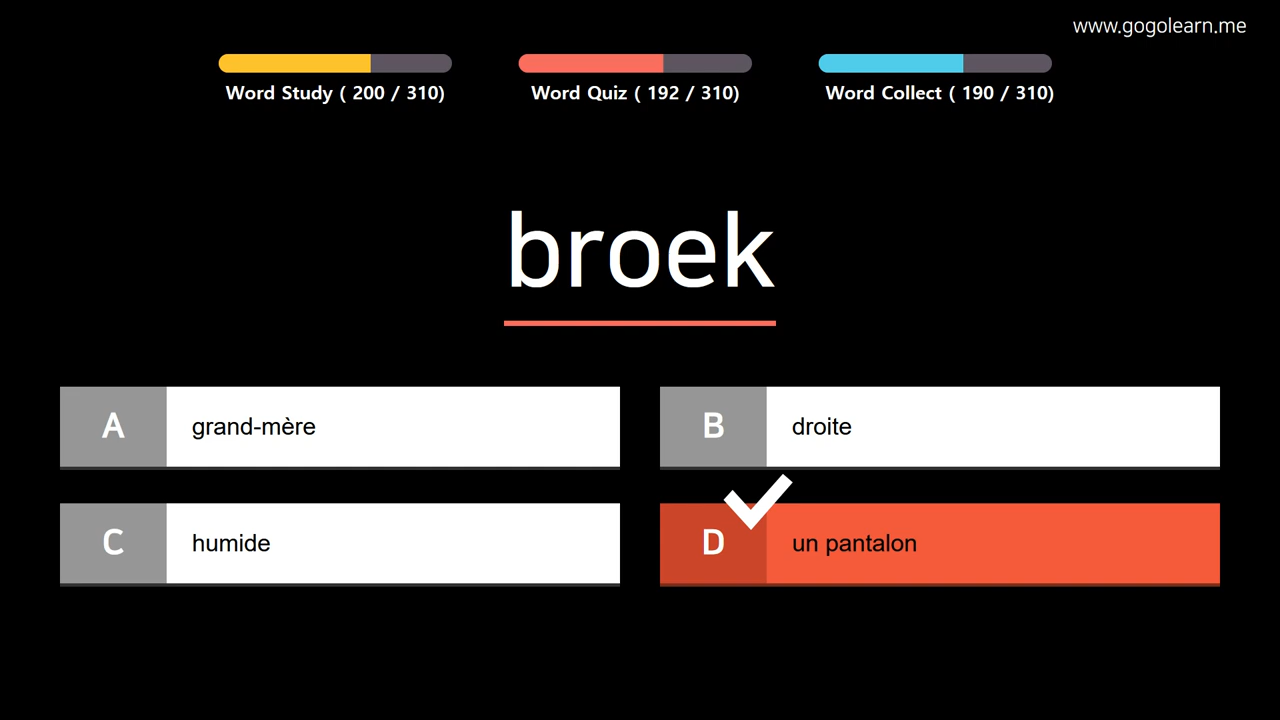 www.gogolearn.me
Word Study ( 200 / 310)
Word Quiz ( 192 / 310)
Word Collect ( 190 / 310)
broek
A grand-mère
B droite
C humide
D un pantalon